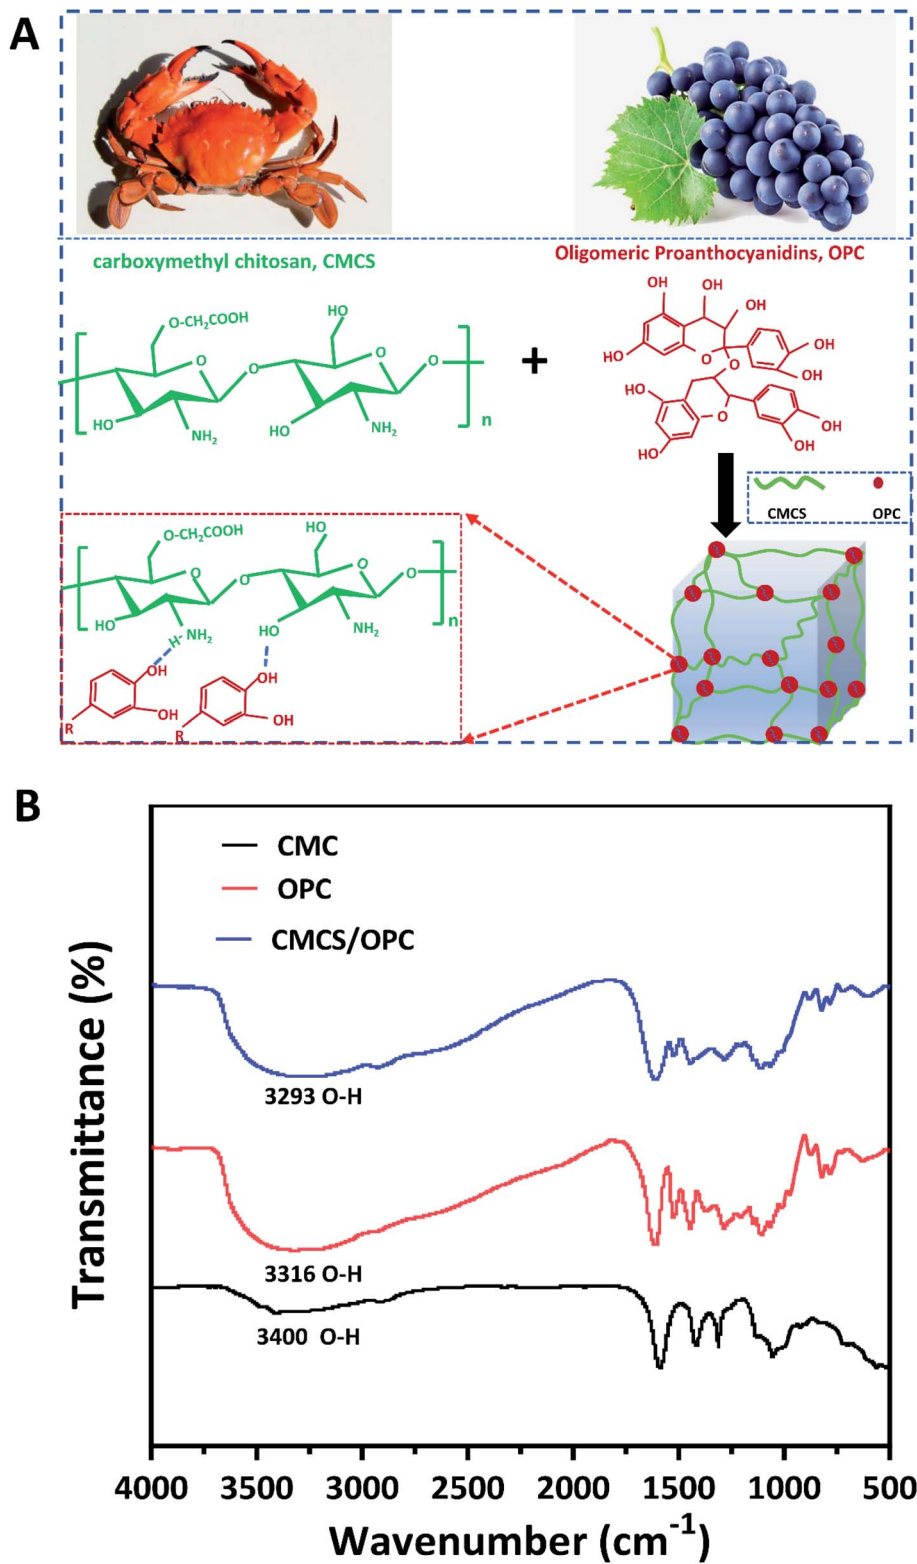 A
carboxymethyl chitosan, CMCS
Oligomeric Proanthocyanidins, OPC
O-CH₂COOH
HO
O
O
O
O
HO
NH₂
HO
NH₂
n
+
OH
OH
OH
HO
O
O
OH
OH
HO
O
HO
OH
OH
CMCS
OPC
O-CH₂COOH
HO
O
O
O
O
HO
H-NH₂
HO
NH₂
n
OH
OH
R
OH
OH
R
B
CMC
OPC
CMCS/OPC
3293 O-H
3316 O-H
3400 O-H
Transmittance (%)
4000 3500 3000 2500 2000 1500 1000 500
Wavenumber (cm⁻¹)